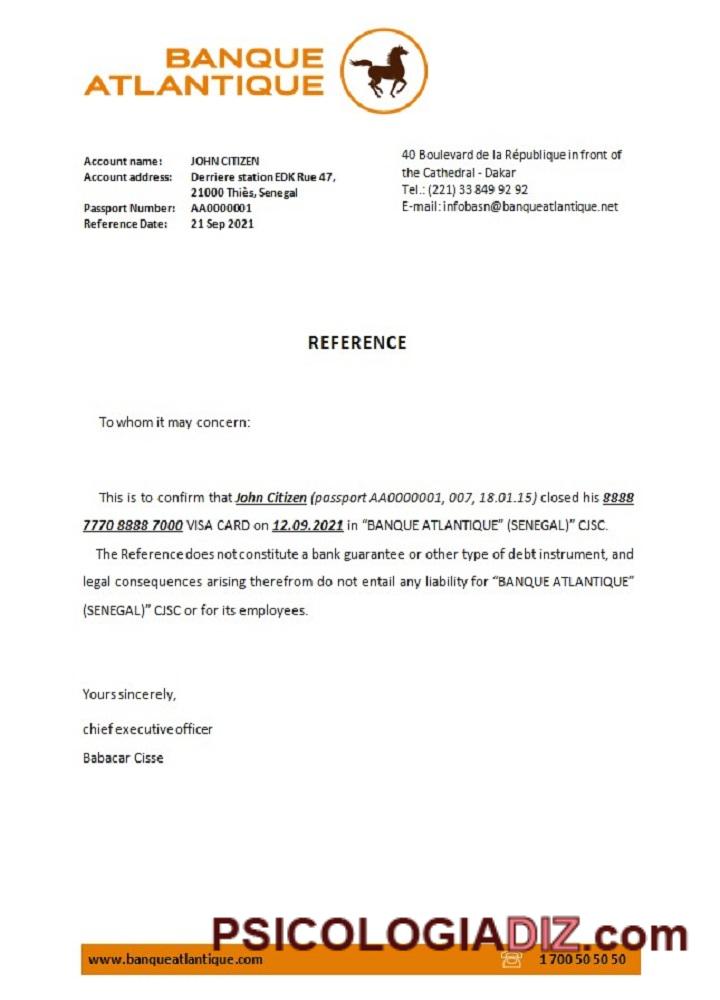 BANQUE
ATLANTIQUE
Account name: JOHN CITIZEN
Account address: Derriere station EDK Rue 47,
21000 Thiès, Senegal
Passport Number: AA0000001
Reference Date: 21 Sep 2021
40 Boulevard de la République in front of
the Cathedral - Dakar
Tel.: (221) 33 849 92 92
E-mail: infobasn@banqueatlantique.net
REFERENCE
To whom it may concern:
This is to confirm that John Citizen (passport AA0000001, 007, 18.01.15) closed his 8888
7770 8888 7000 VISA CARD on 12.09.2021 in “BANQUE ATLANTIQUE” (SENEGAL)” CJSC.
The Reference does not constitute a bank guarantee or other type of debt instrument, and
legal consequences arising therefrom do not entail any liability for “BANQUE ATLANTIQUE”
(SENEGAL)” CJSC or for its employees.
Yours sincerely,
chief executive officer
Babacar Cisse
PSICOLOGIADIZ.com
www.banqueatlantique.com 1 700 50 50 50